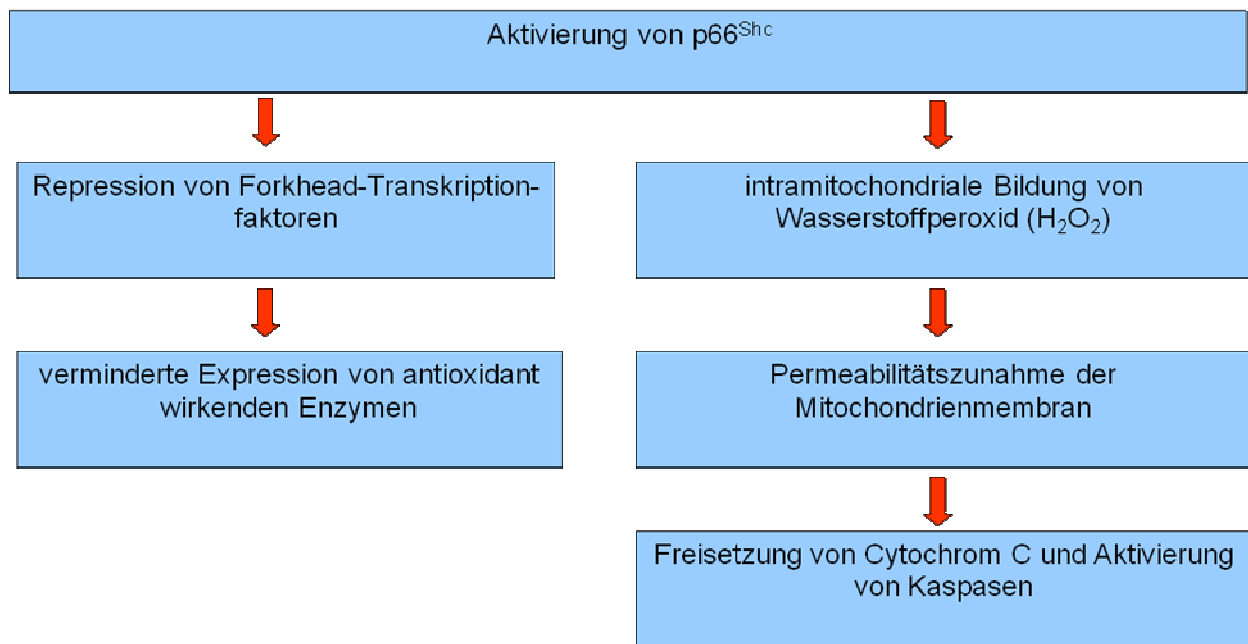 Aktivierung von p66Shc
Repression von Forkhead-Transkription-
faktoren
intramitochondriale Bildung von
Wasserstoffperoxid (H2O2)
verminderte Expression von antioxidant
wirkenden Enzymen
Permeabilitätszunahme der
Mitochondrienmembran
Freisetzung von Cytochrom C und Aktivierung
von Kaspasen